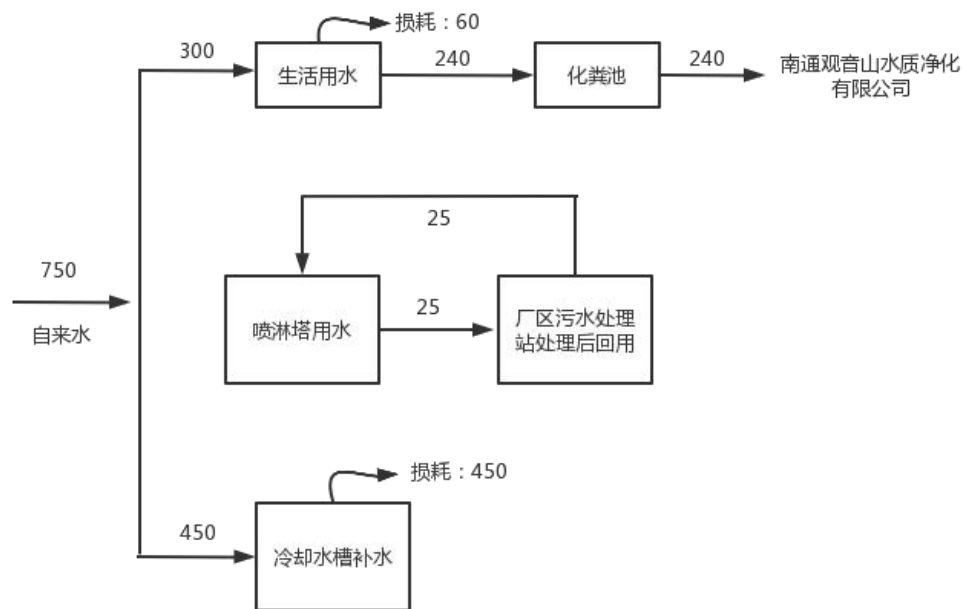 损耗：60
300
生活用水
240
化粪池
240
南通观音山水质净化
有限公司
25
750
自来水
喷淋塔用水
25
厂区污水处理
站处理后回用
损耗：450
450
冷却水槽补水